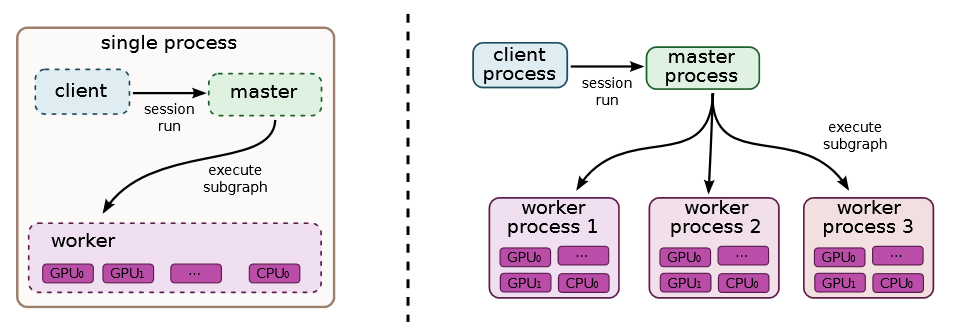 single process
client
master
session
run
execute
subgraph
worker
GPU₀
GPU₁
...
CPU₀
client
process
master
process
session
run
execute
subgraph
worker
process 1
GPU₀
...
GPU₁
CPU₀
worker
process 2
GPU₀
...
GPU₁
CPU₀
worker
process 3
GPU₀
...
GPU₁
CPU₀